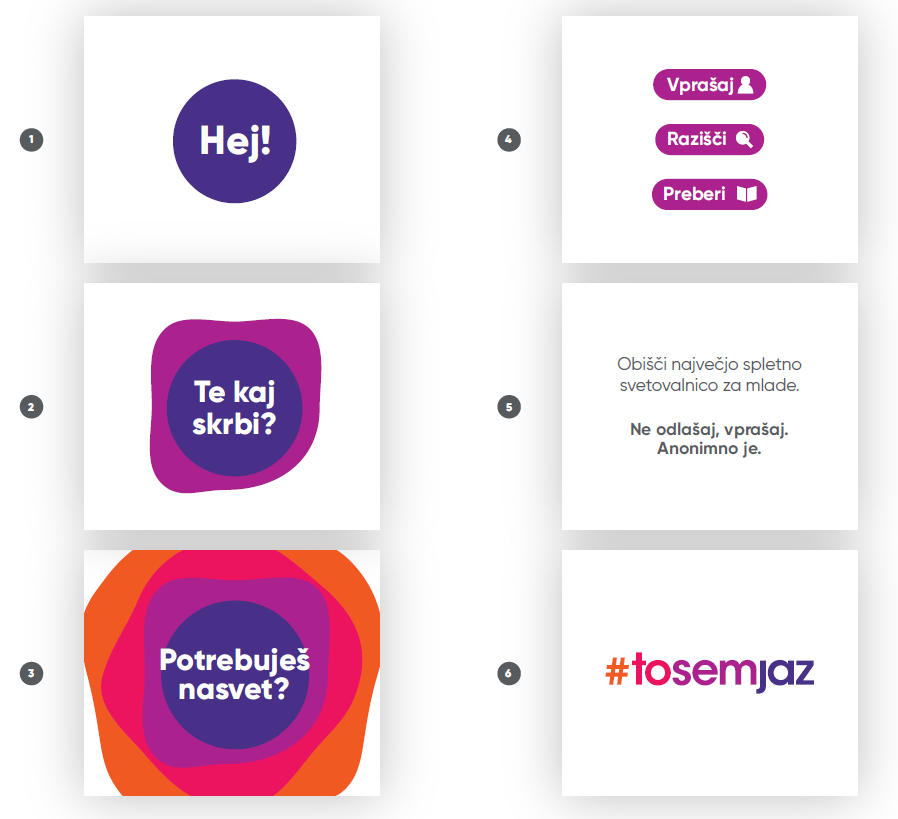 1
Hej!
2
Te kaj
skrbi?
3
Potrebuješ
nasvet?
4
Vprašaj
Razišči
Preberi
5
Obišči največjo spletno
svetovalnico za mlade.
Ne odlašaj, vprašaj.
Anonimno je.
6
#tosemjaz